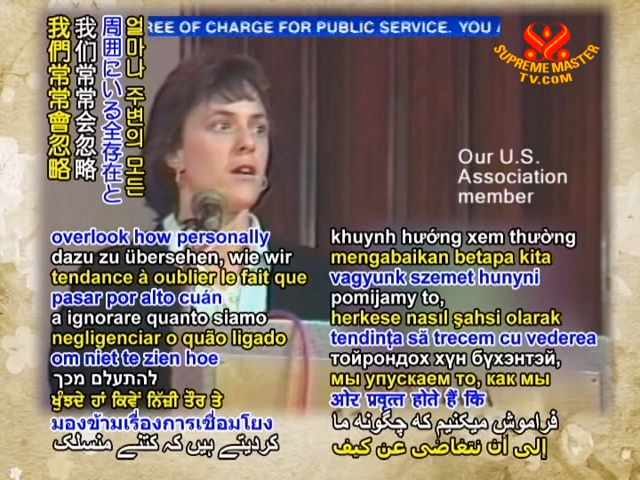 REE OF CHARGE FOR PUBLIC SERVICE. YOU
SUPREME MASTER
TV.COM
얼마나 주변의 모든
周囲にいる全存在と
我们常常会忽略
我們常常會忽略
Our U.S.
Association
member
overlook how personally
dazu zu übersehen, wie wir
tendance à oublier le fait que
pasar por alto cuán
a ignorare quanto siamo
negligenciar o quão ligado
om niet te zien hoe
להתעלם מכך
ਖੁੰਝਦੇ ਹਾਂ ਕਿਵੇਂ ਨਿੱਜੀ ਤੌਰ ਤੇ
มองข้ามเรื่องการเชื่อมโยง
کردیتے ہیں کہ کتنے منسلک
khuynh hướng xem thường
mengabaikan betapa kita
vagyunk szemet hunyni
pomijamy to,
herkese nasıl şahsi olarak
tendința să trecem cu vederea
тойрондох хүн бүхэнтэй,
мы упускаем то, как мы
ओर प्रवृत्त होते हैं कि
فراموش میکنیم که چگونه ما
إلى أن نتغاضى عن كيف